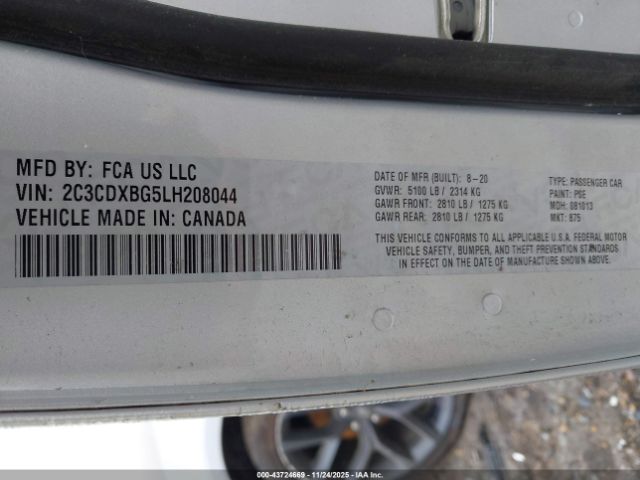 MFD BY: FCA US LLC
VIN: 2C3CDXBG5LH208044
VEHICLE MADE IN: CANADA
DATE OF MFR (BUILT): 8-20
GVWR: 5100 LB / 2314 KG
GAWR FRONT: 2810 LB / 1275 KG
GAWR REAR: 2810 LB / 1275 KG
TYPE: PASSENGER CAR
PAINT: PSE
MDH: 081013
MKT: 875
THIS VEHICLE CONFORMS TO ALL APPLICABLE U.S.A. FEDERAL MOTOR
VEHICLE SAFETY, BUMPER, AND THEFT PREVENTION STANDARDS
IN EFFECT ON THE DATE OF MANUFACTURE SHOWN ABOVE.
000-43724669 - 11/24/2025 - IAAI.COM